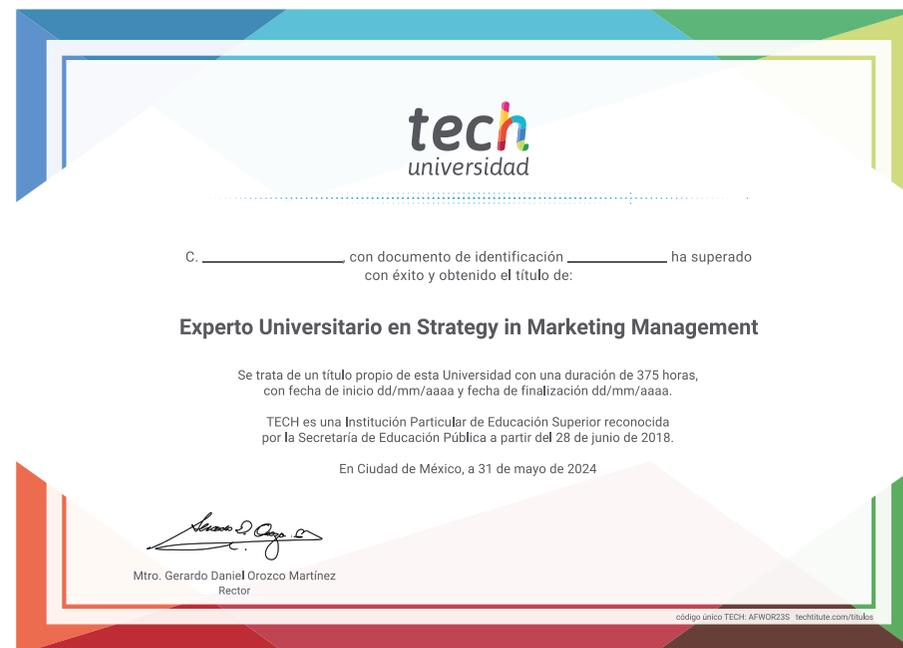 tech
universidad
C. ____________, con documento de identificación ____________ ha superado
con éxito y obtenido el título de:
Experto Universitario en Strategy in Marketing Management
Se trata de un título propio de esta Universidad con una duración de 375 horas,
con fecha de inicio dd/mm/aaaa y fecha de finalización dd/mm/aaaa.
TECH es una Institución Particular de Educación Superior reconocida
por la Secretaría de Educación Pública a partir del 28 de junio de 2018.
En Ciudad de México, a 31 de mayo de 2024
Mtro. Gerardo Daniel Orozco Martínez
Rector
código único TECH: AFWOR23S techtitute.com/titulos